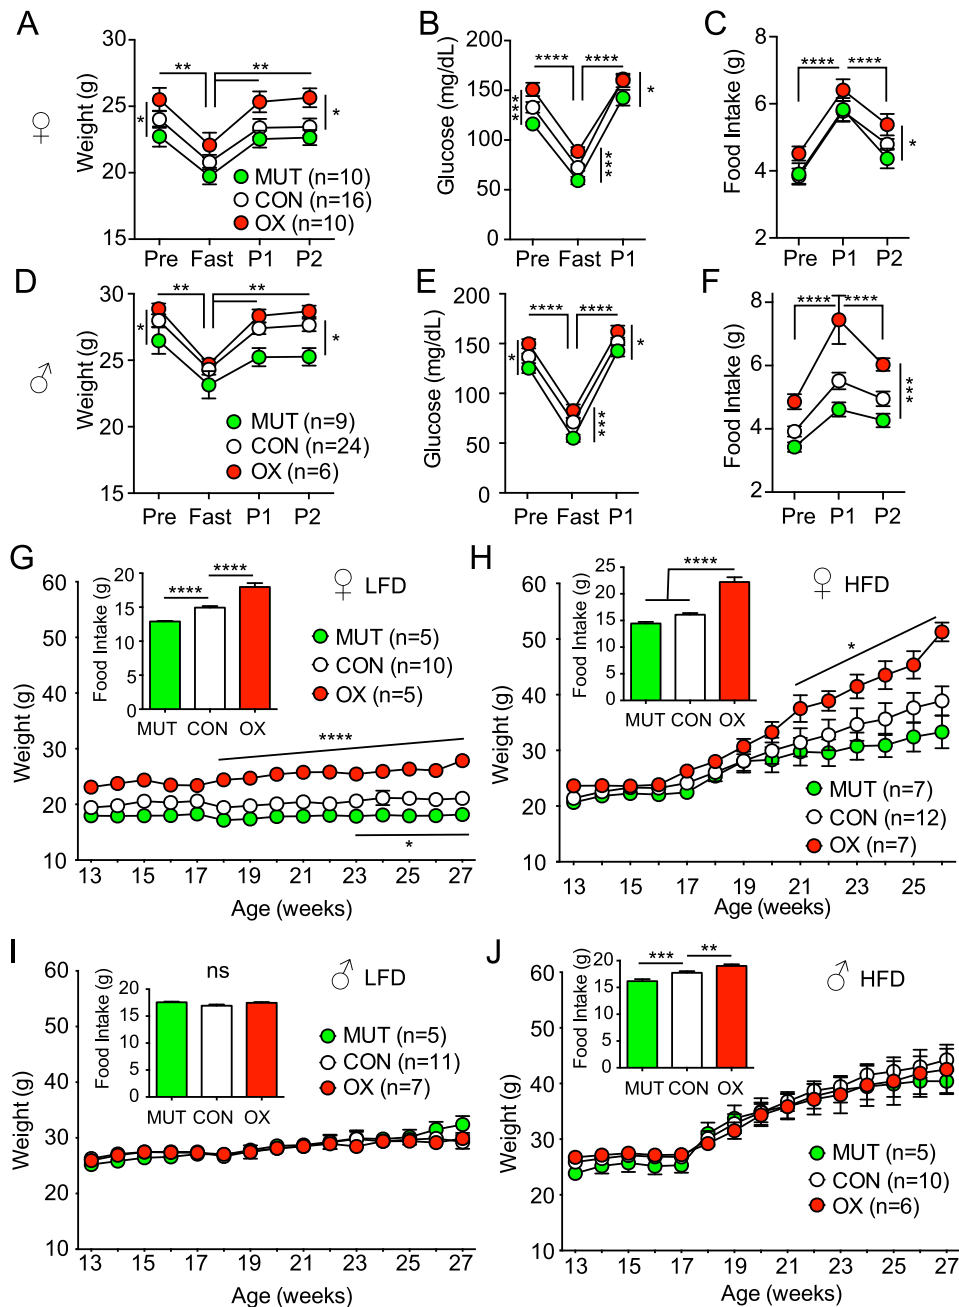 A
B
C
Weight (g)
30
25
20
15
** **
*
*
MUT (n=10)
CON (n=16)
OX (n=10)
Pre Fast P1 P2
Glucose (mg/dL)
200
150
100
50
0
**** ****
***
***
*
Pre Fast P1
Food Intake (g)
8
6
4
2
**** ****
*
Pre P1 P2
♀
D
E
F
Weight (g)
30
25
20
15
** **
*
*
MUT (n=9)
CON (n=24)
OX (n=6)
Pre Fast P1 P2
Glucose (mg/dL)
200
150
100
50
0
**** ****
*
***
*
Pre Fast P1
Food Intake (g)
8
6
4
2
**** ****
***
Pre P1 P2
♂
G
Weight (g)
60
50
40
30
20
10
Food Intake (g)
20
15
10
5
0
**** ****
MUT CON OX
♀ LFD
MUT (n=5)
CON (n=10)
OX (n=5)
****
*
13 15 17 19 21 23 25 27
Age (weeks)
H
Weight (g)
60
50
40
30
20
10
Food Intake (g)
25
20
15
10
5
0
****
MUT CON OX
♀ HFD
*
MUT (n=7)
CON (n=12)
OX (n=7)
13 15 17 19 21 23 25
Age (weeks)
I
Weight (g)
60
50
40
30
20
10
Food Intake (g)
20
15
10
5
0
ns
MUT CON OX
♂ LFD
MUT (n=5)
CON (n=11)
OX (n=7)
13 15 17 19 21 23 25 27
Age (weeks)
J
Weight (g)
60
50
40
30
20
10
Food Intake (g)
20
15
10
5
0
*** **
MUT CON OX
♂ HFD
MUT (n=5)
CON (n=10)
OX (n=6)
13 15 17 19 21 23 25 27
Age (weeks)